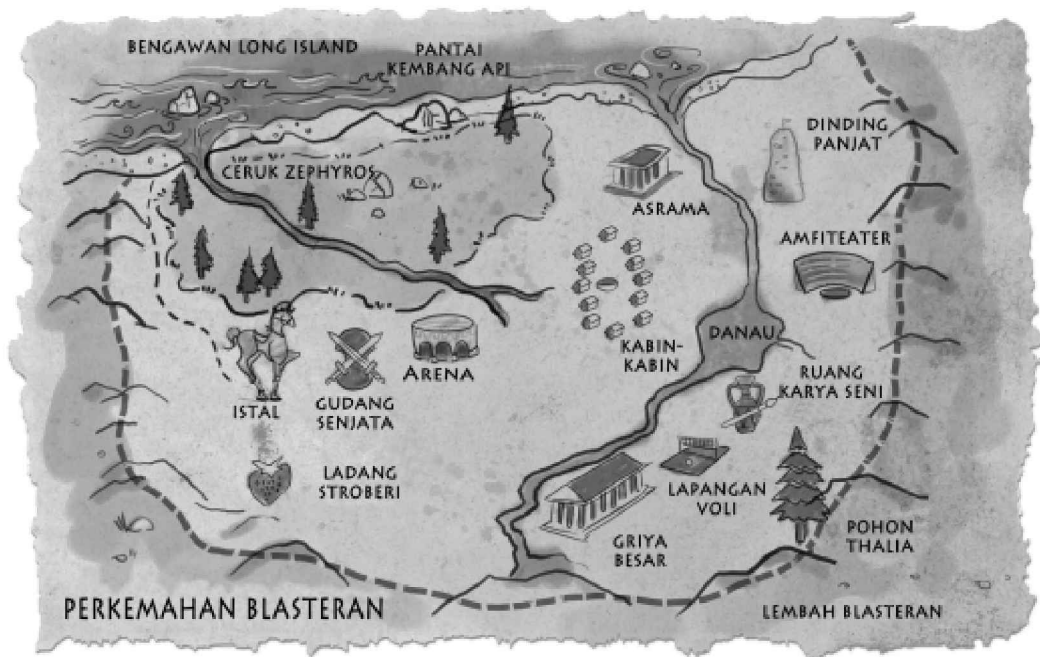 BENGAWAN LONG ISLAND
PANTAI
KEMBANG API
DINDING
PANJAT
CERUK ZEPHYROS
ASRAMA
AMFITEATER
DANAU
KABIN-
KABIN
RUANG
KARYA SENI
ARENA
ISTAL
GUDANG
SENJATA
LADANG
STROBERI
LAPANGAN
VOLI
GRIYA
BESAR
POHON
THALIA
PERKEMAHAN BLASTERAN
LEMBAH BLASTERAN